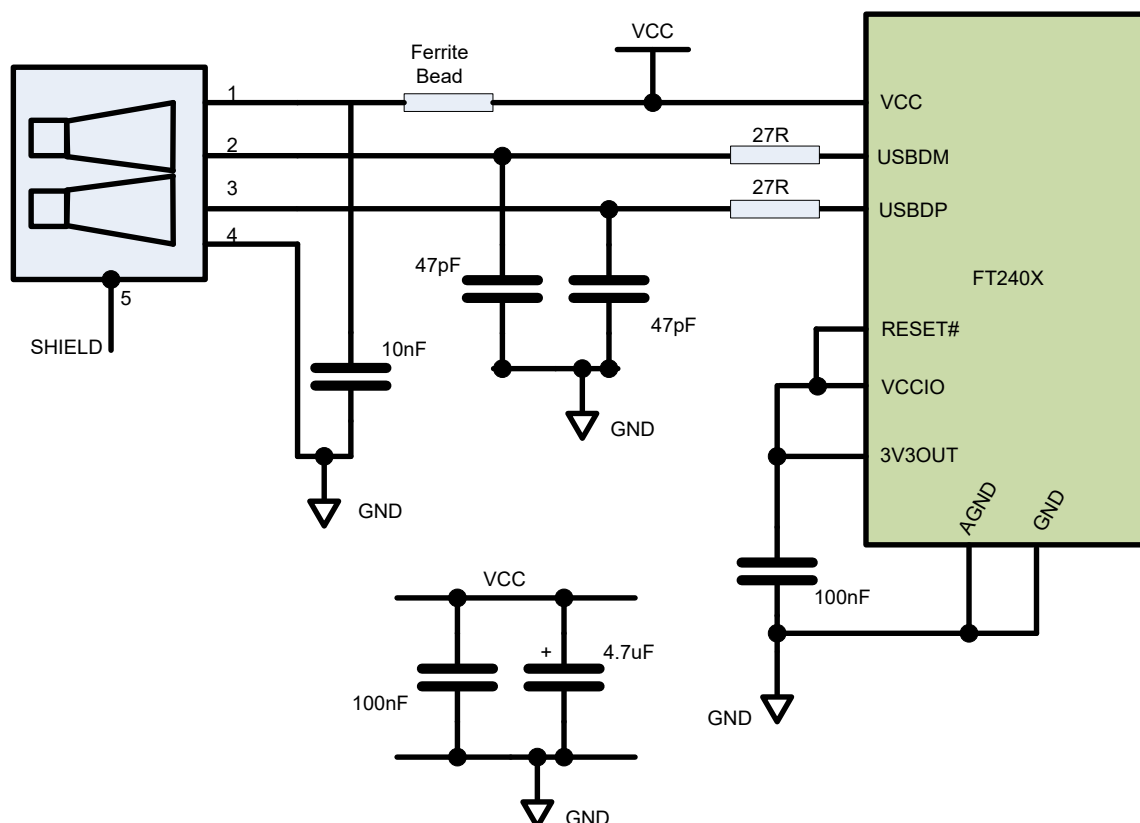 VCC
Ferrite
Bead
1
VCC
27R
2
USBDM
27R
3
USBDP
4
47pF
FT240X
5
47pF
RESET#
SHIELD
10nF
VCCIO
GND
3V3OUT
GND
AGND
GND
VCC
100nF
+
4.7uF
100nF
GND
GND